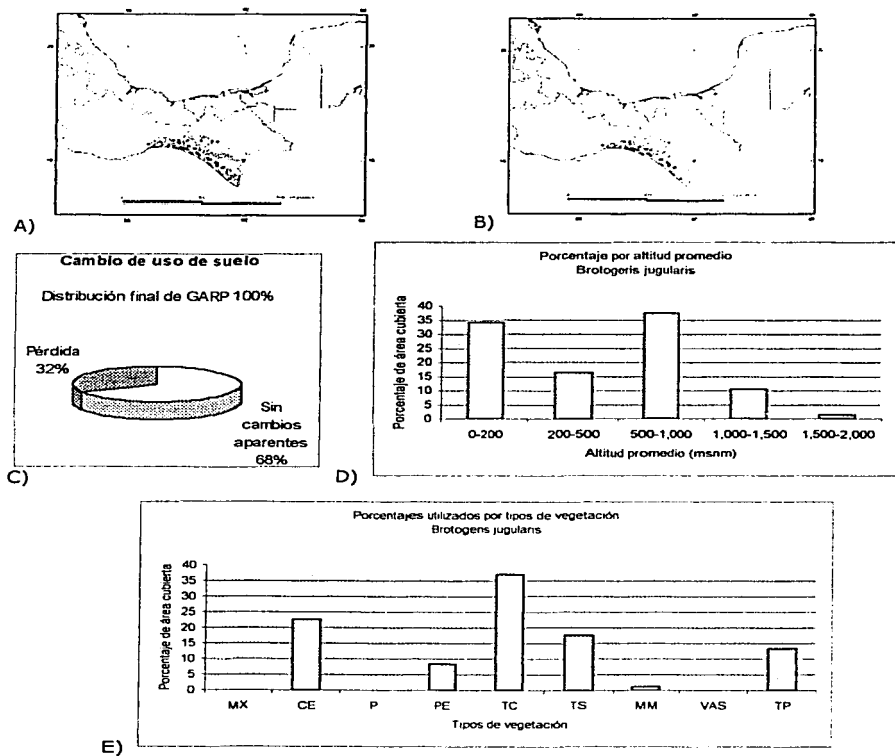 A)
B)
Cambio de uso de suelo
Distribución final de GARP 100%
Pérdida
32%
Sin
cambios
aparentes
68%
C)
Porcentaje por altitud promedio
Brotogeris jugularis
Porcentaje de área cubierta
40
35
30
25
20
15
10
5
0
0-200
200-500
500-1,000
1,000-1,500
1,500-2,000
Altitud promedio (msnm)
D)
Porcentajes utilizados por tipos de vegetación
Brotogeris jugularis
Porcentaje de área cubierta
40
35
30
25
20
15
10
5
0
MX
CE
P
PE
TC
TS
MM
VAS
TP
Tipos de vegetación
E)